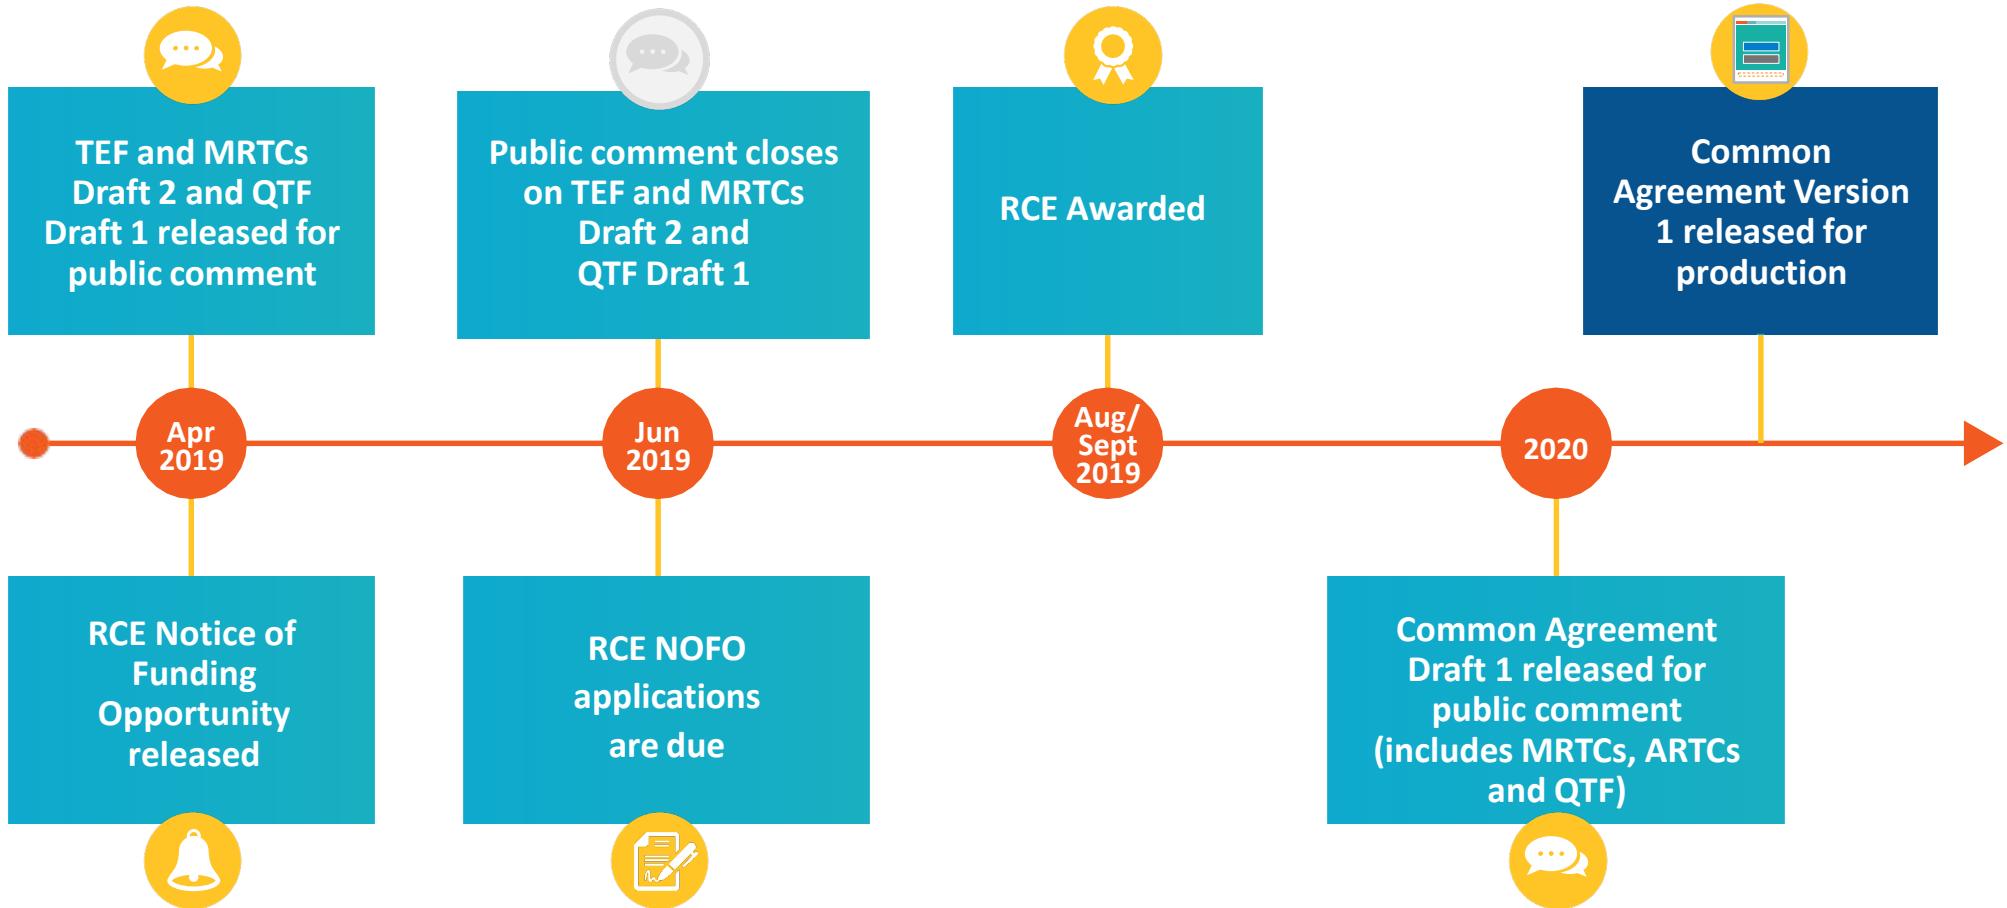 TEF and MRTCs
Draft 2 and QTF
Draft 1 released for
public comment
Public comment closes
on TEF and MRTCs
Draft 2 and
QTF Draft 1
RCE Awarded
Common
Agreement Version
1 released for
production
Apr
2019
Jun
2019
Aug/
Sept
2019
2020
RCE Notice of
Funding
Opportunity
released
RCE NOFO
applications
are due
Common Agreement
Draft 1 released for
public comment
(includes MRTCs, ARTCs
and QTF)